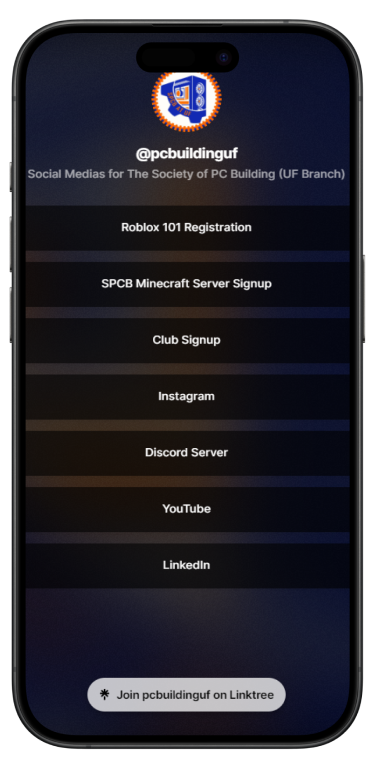 @pcbuildinguf
Social Medias for The Society of PC Building (UF Branch)
Roblox 101 Registration
SPCB Minecraft Server Signup
Club Signup
Instagram
Discord Server
YouTube
LinkedIn
Join pcbuildinguf on Linktree